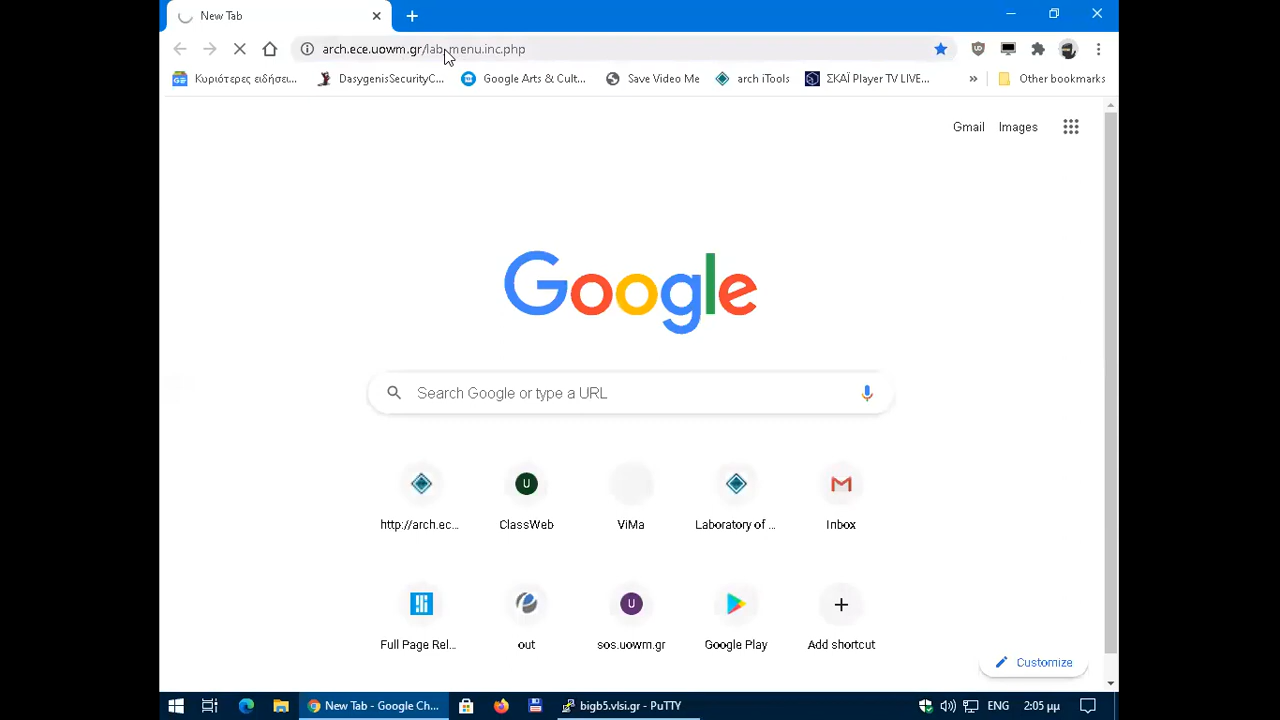 New Tab
arch.ece.uowm.gr/lab_menu.inc.php
Κυριότερες ειδήσει...
DasygenisSecurityC...
Google Arts & Cult...
Save Video Me
arch iTools
ΣΚΑΪ Player TV LIVE...
»
Other bookmarks
Gmail
Images
Google
Search Google or type a URL
http://arch.ec...
U
ClassWeb
ViMa
Laboratory of ...
Inbox
Full Page Rel...
out
U
sos.uowm.gr
Google Play
Add shortcut
Customize
New Tab - Google Ch...
bigb5.vlsi.gr - PuTTY
ENG
2:05 μμ